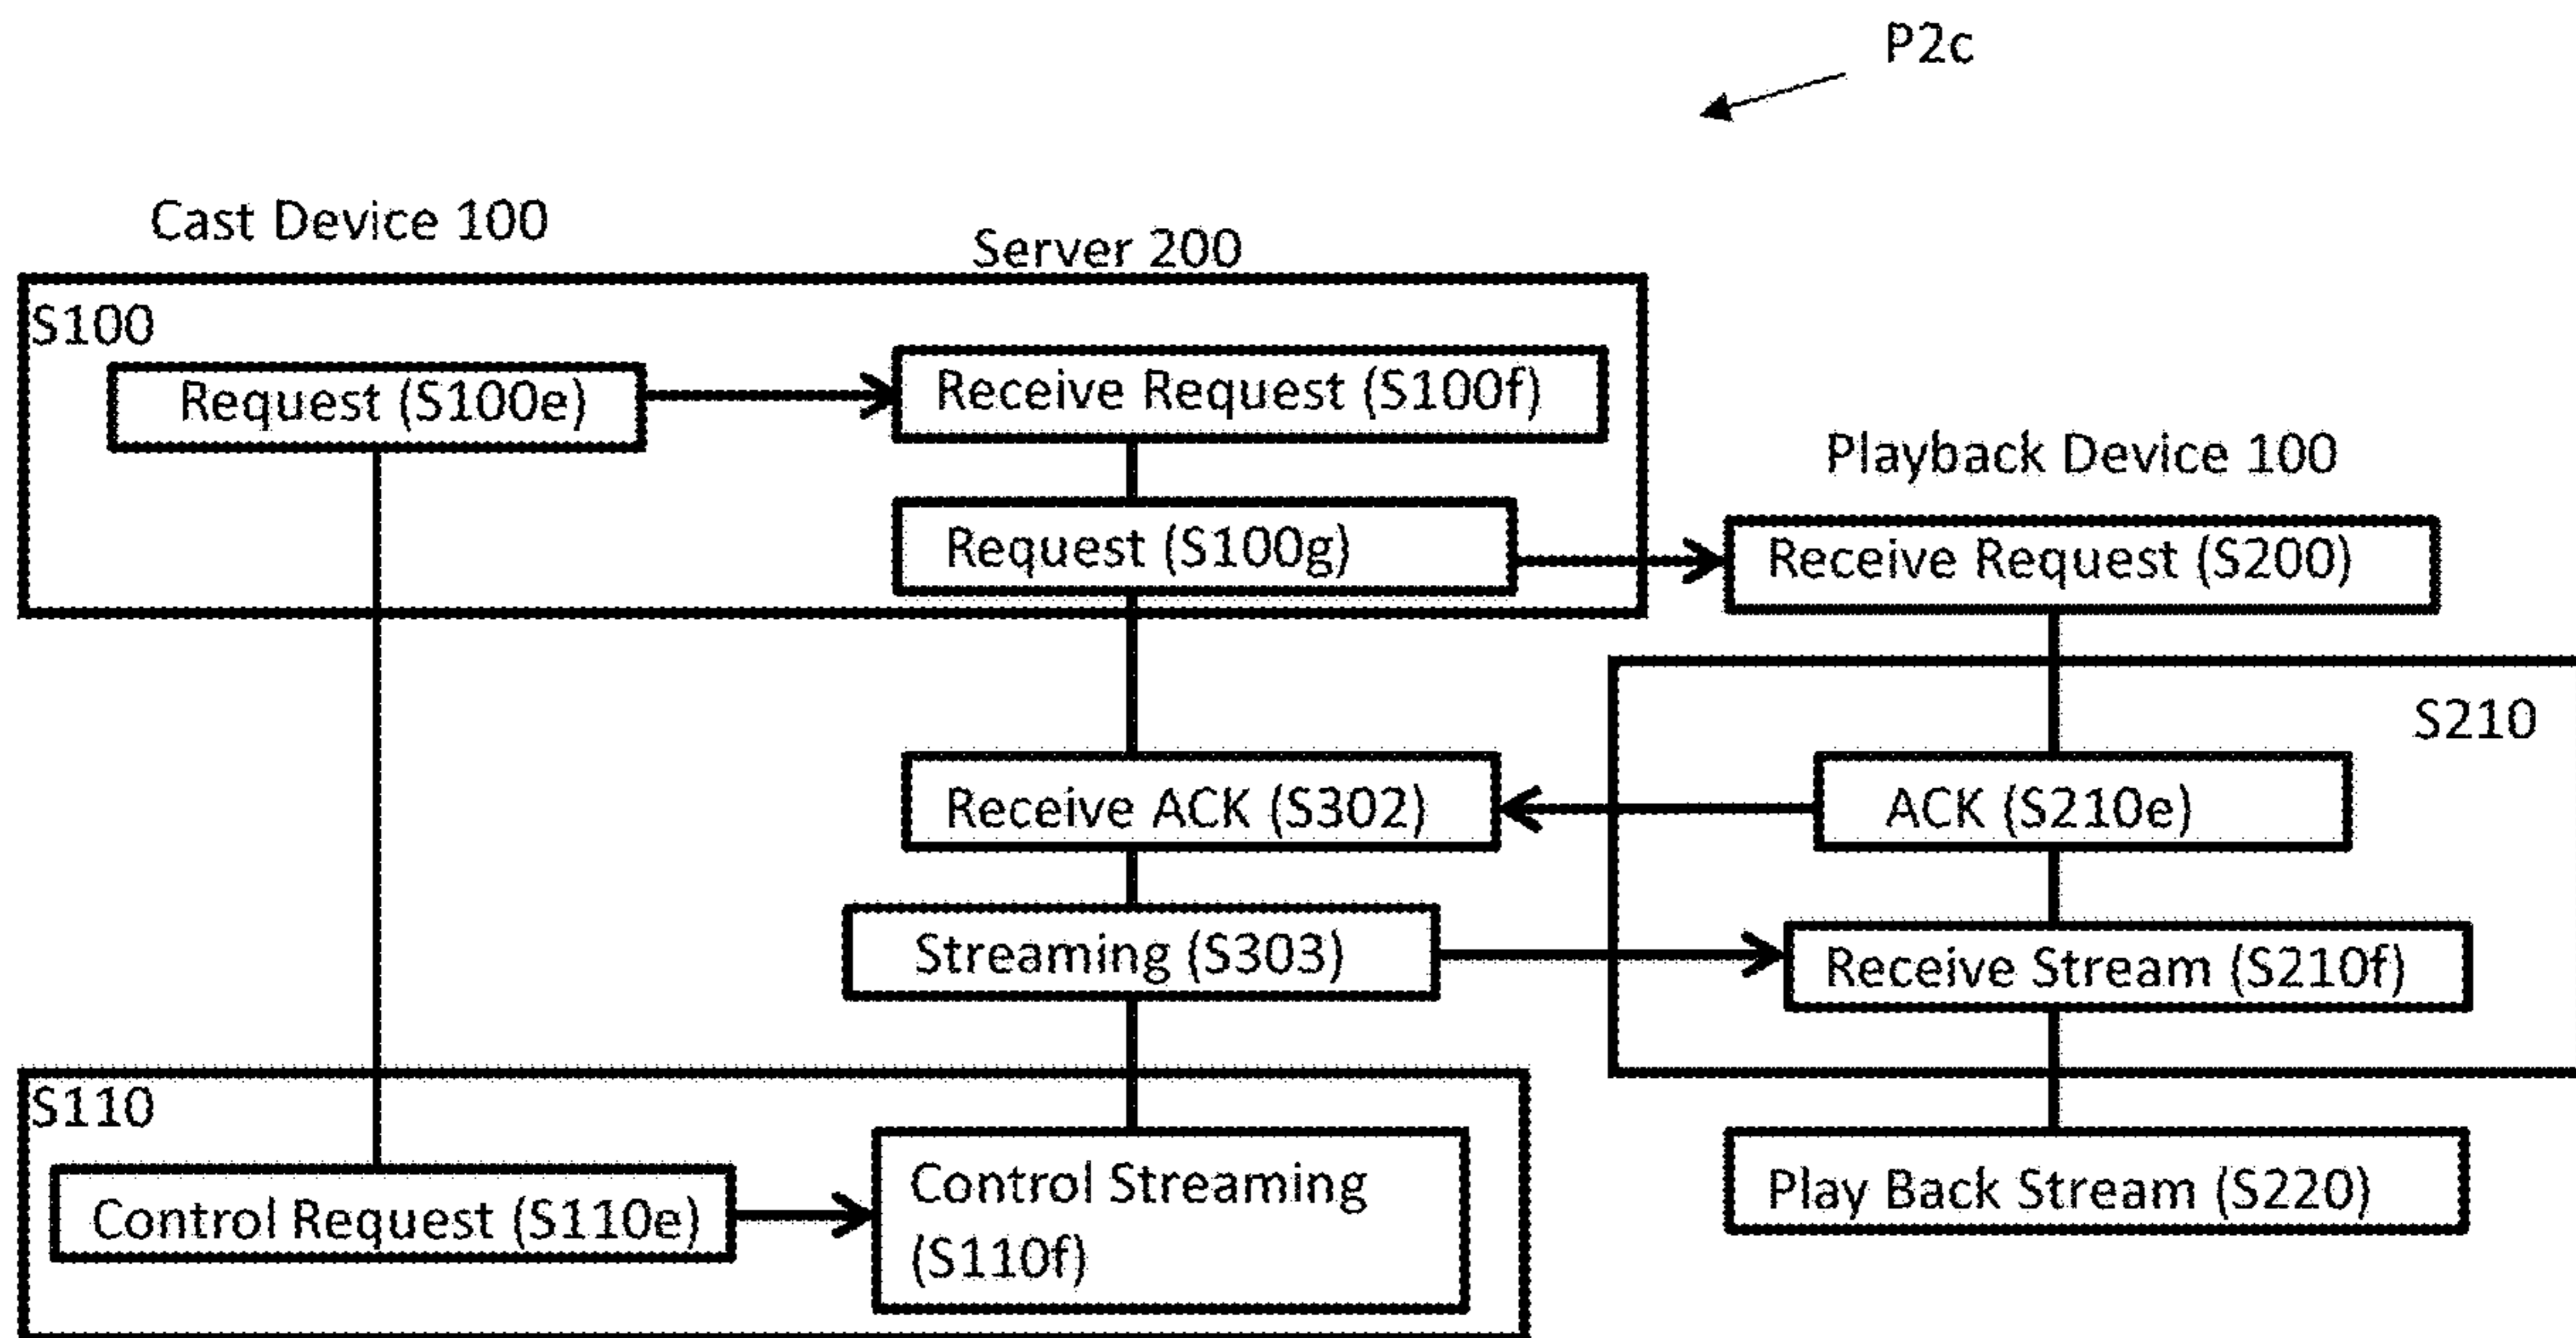 P2c
Cast Device 100
Server 200
S100
Request (S100e)
Receive Request (S100f)
Playback Device 100
Request (S100g)
Receive Request (S200)
S210
Receive ACK (S302)
ACK (S210e)
Streaming (S303)
Receive Stream (S210f)
S110
Control Request (S110e)
Control Streaming
(S110f)
Play Back Stream (S220)